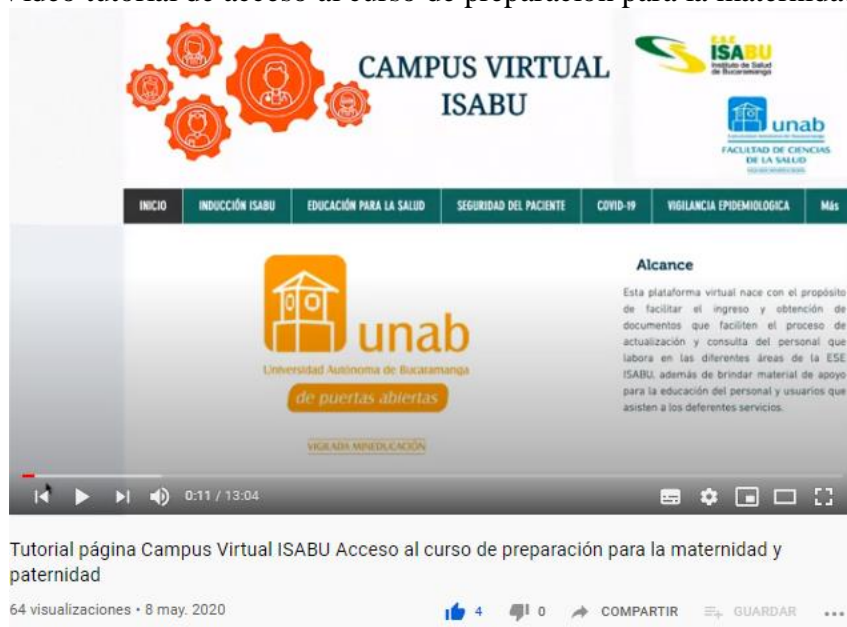 Video tutorial de acceso al curso de preparación para la maternidad
CAMPUS VIRTUAL
ISABU
E.S.E
ISABU
Instituto de Salud
de Bucaramanga
unab
FACULTAD DE CIENCIAS
DE LA SALUD
INICIO
INDUCCIÓN ISABU
EDUCACIÓN PARA LA SALUD
SEGURIDAD DEL PACIENTE
COVID-19
VIGILANCIA EPIDEMIOLOGICA
Más
unab
Universidad Autónoma de Bucaramanga
de puertas abiertas
VIGILADA MINEDUCACIÓN
Alcance
Esta plataforma virtual nace con el propósito
de facilitar el ingreso y obtención de
documentos que faciliten el proceso de
actualización y consulta del personal que
labora en las diferentes áreas de la ESE
ISABU, además de brindar material de apoyo
para la educación del personal y usuarios que
asisten a los deferentes servicios.
0:11 / 13:04
Tutorial página Campus Virtual ISABU Acceso al curso de preparación para la maternidad y
paternidad
64 visualizaciones • 8 may. 2020
4
0
COMPARTIR
GUARDAR